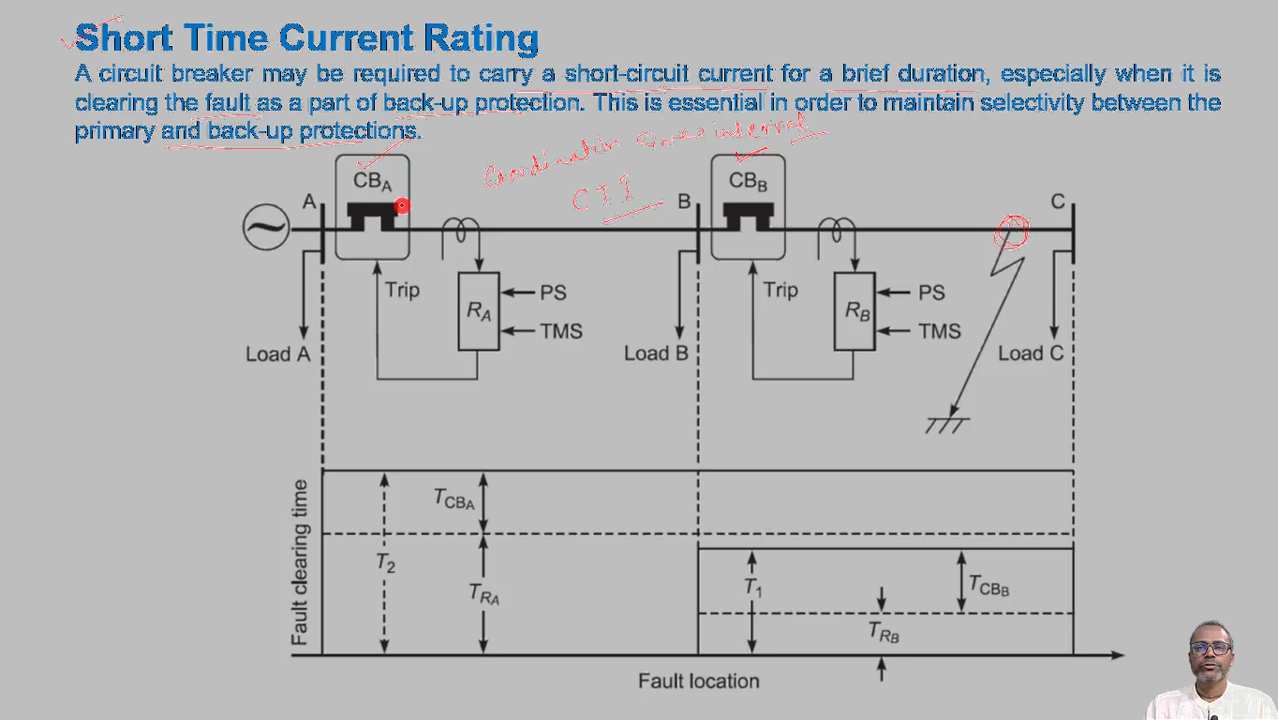 Short Time Current Rating
A circuit breaker may be required to carry a short-circuit current for a brief duration, especially when it is
clearing the fault as a part of back-up protection. This is essential in order to maintain selectivity between the
primary and back-up protections.
Coordination time interval
CTI
CBA
CBB
A
B
C
Trip
RA
PS
TMS
Trip
RB
PS
TMS
Load A
Load B
Load C
Fault clearing time
TCBA
T2
TRA
T1
TCBB
TRB
Fault location